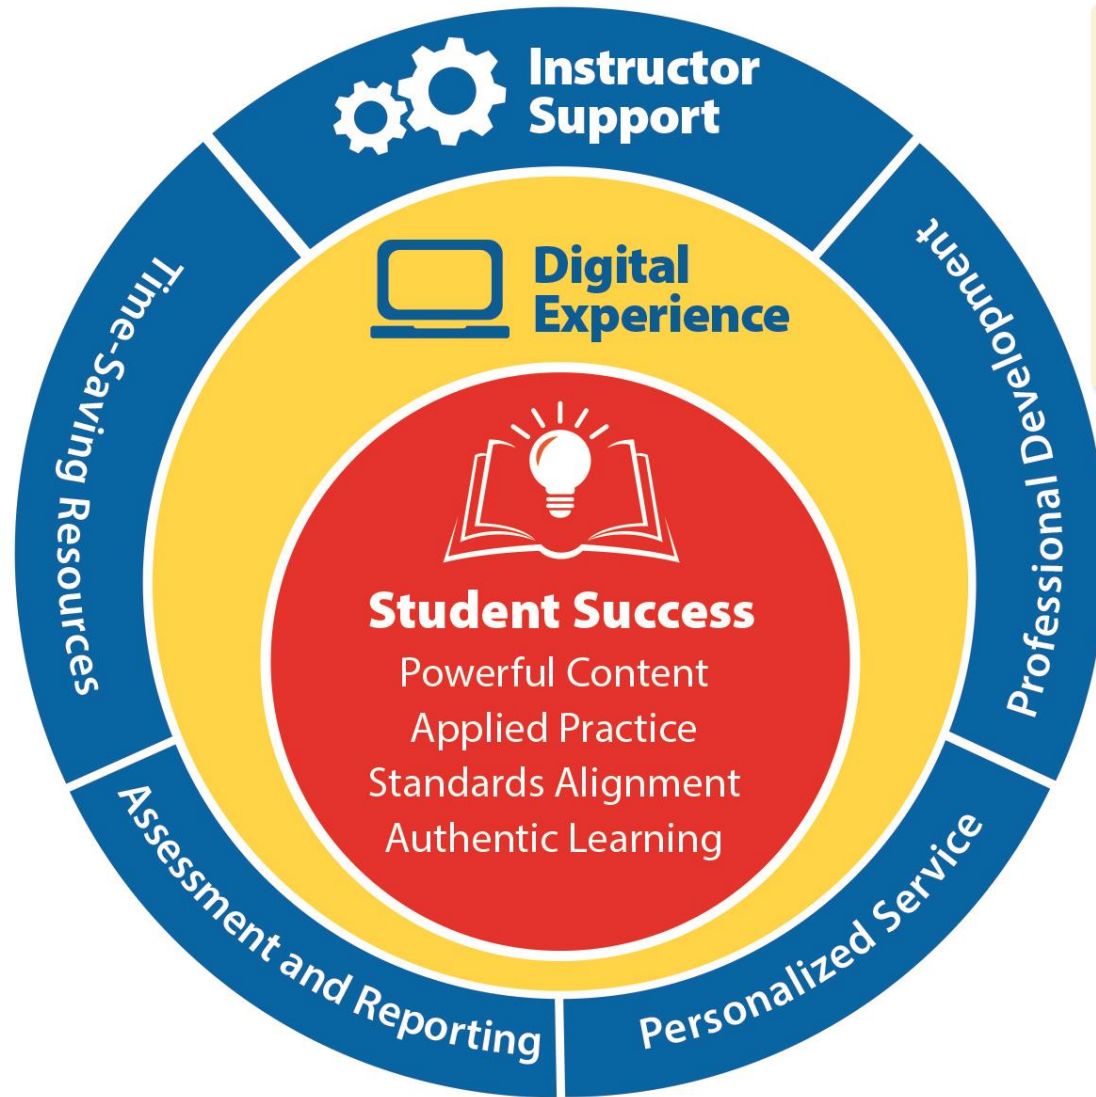 Instructor
Support
Digital
Experience
Student Success
Powerful Content
Applied Practice
Standards Alignment
Authentic Learning
Time-Saving Resources
Assessment and Reporting
Personalized Service
Professional Development